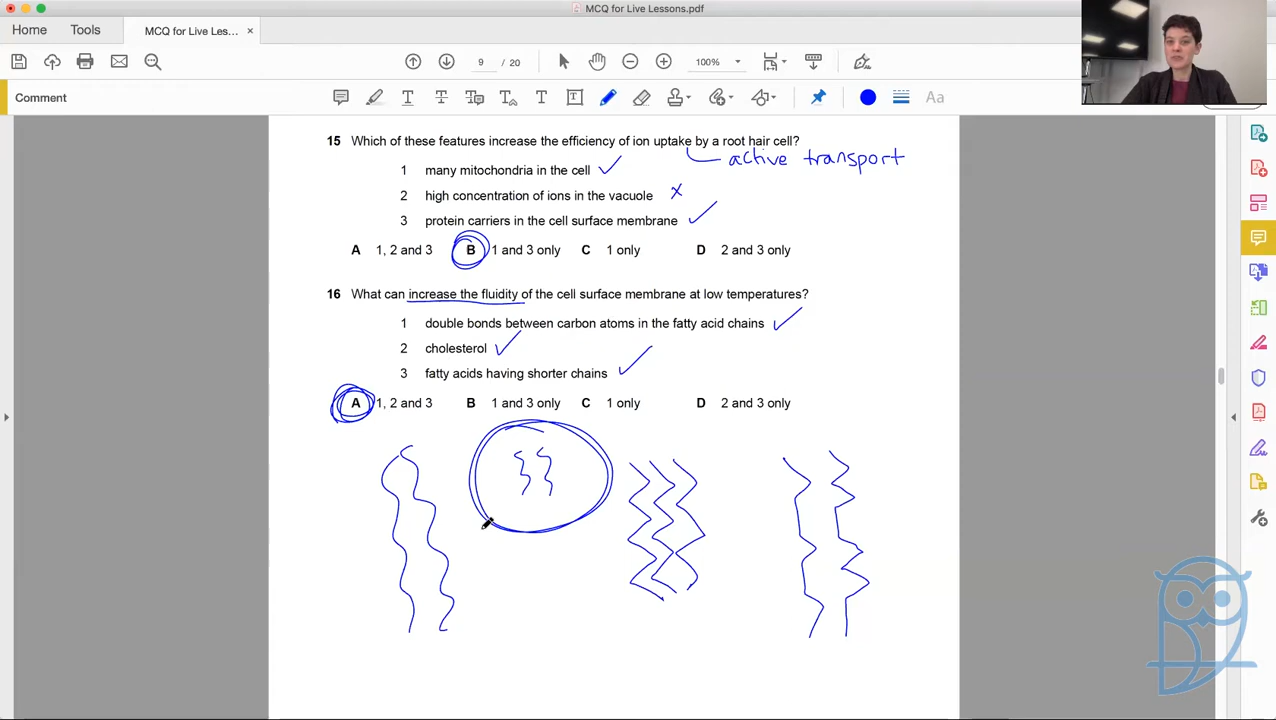 MCQ for Live Lessons.pdf
Home Tools MCQ for Live Les... ×
9 / 20 100%
Aa
Comment
15 Which of these features increase the efficiency of ion uptake by a root hair cell?
active transport
1 many mitochondria in the cell ✓
2 high concentration of ions in the vacuole x
3 protein carriers in the cell surface membrane ✓
A 1, 2 and 3 B 1 and 3 only C 1 only D 2 and 3 only
16 What can increase the fluidity of the cell surface membrane at low temperatures?
1 double bonds between carbon atoms in the fatty acid chains ✓
2 cholesterol ✓
3 fatty acids having shorter chains ✓
A 1, 2 and 3 B 1 and 3 only C 1 only D 2 and 3 only